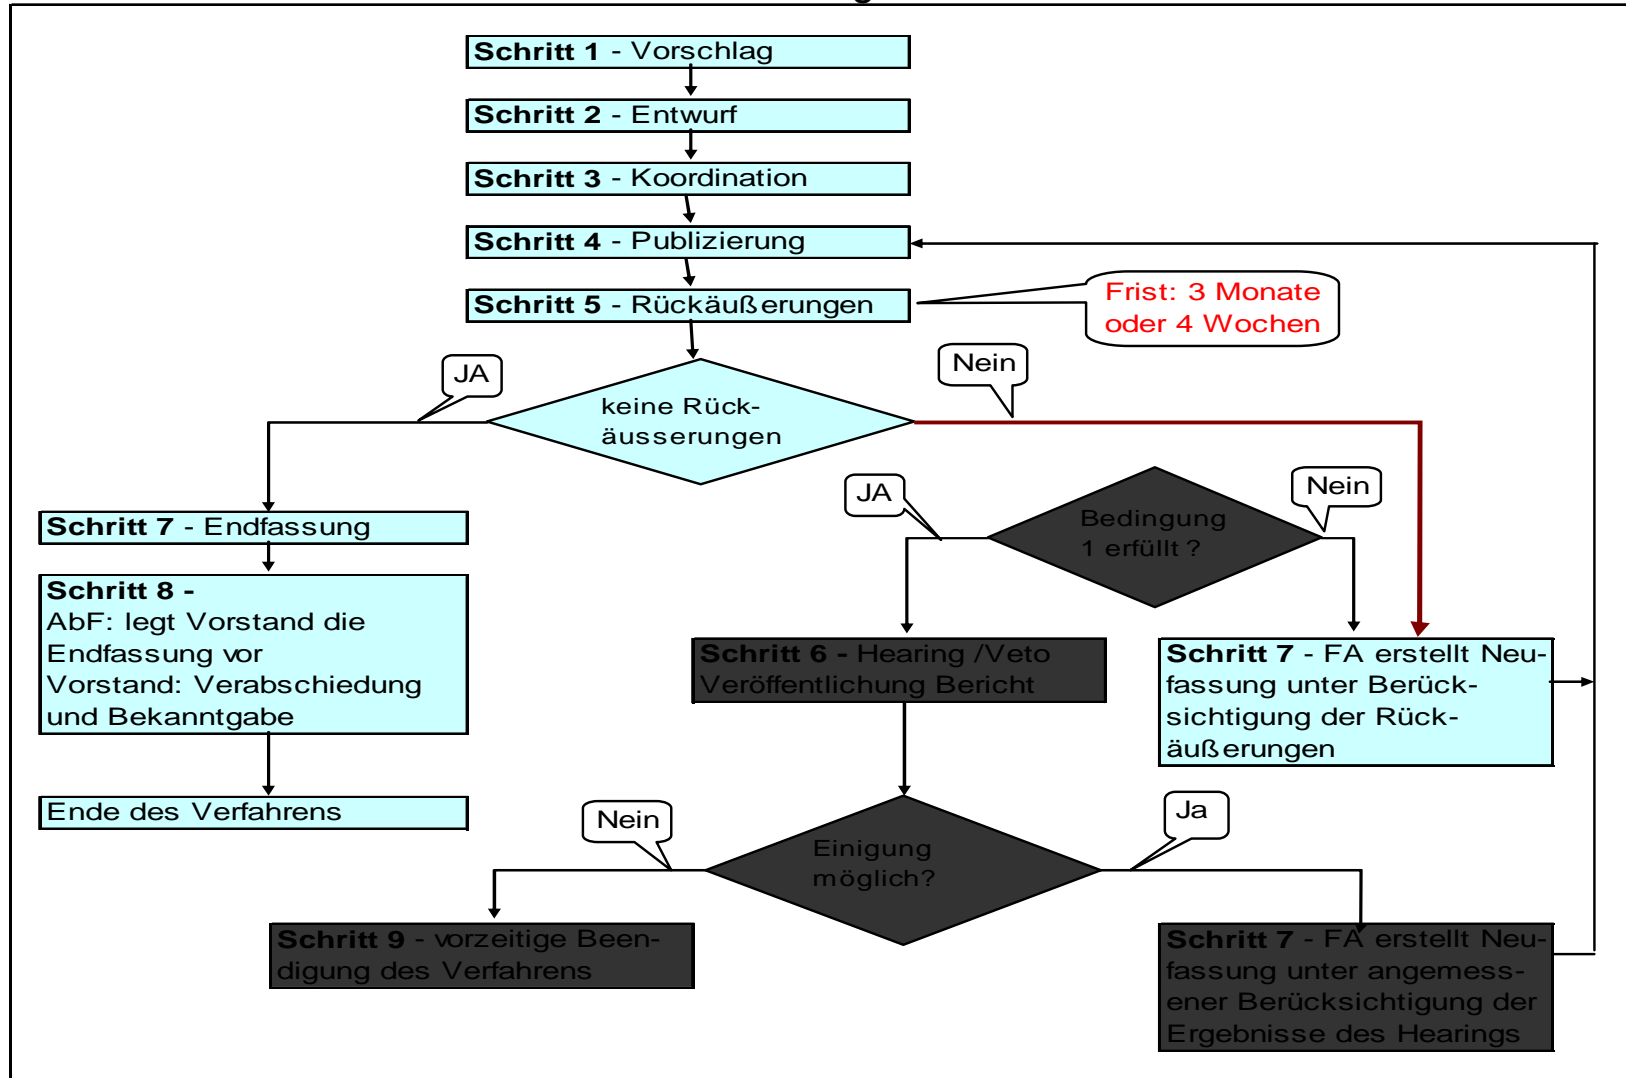 Schritt 1 - Vorschlag
Schritt 2 - Entwurf
Schritt 3 - Koordination
Schritt 4 - Publizierung
Schritt 5 - Rückäußerungen
Frist: 3 Monate
oder 4 Wochen
JA
Nein
keine Rück-
äusserungen
JA
Nein
Bedingung
1 erfüllt ?
Schritt 7 - Endfassung
Schritt 8 -
AbF: legt Vorstand die
Endfassung vor
Vorstand: Verabschiedung
und Bekanntgabe
Ende des Verfahrens
Schritt 6 - Hearing /Veto
Veröffentlichung Bericht
Schritt 7 - FA erstellt Neu-
fassung unter Berück-
sichtigung der Rück-
äußerungen
Nein
Ja
Einigung
möglich?
Schritt 9 - vorzeitige Been-
digung des Verfahrens
Schritt 7 - FA erstellt Neu-
fassung unter angemess-
ener Berücksichtigung der
Ergebnisse des Hearings